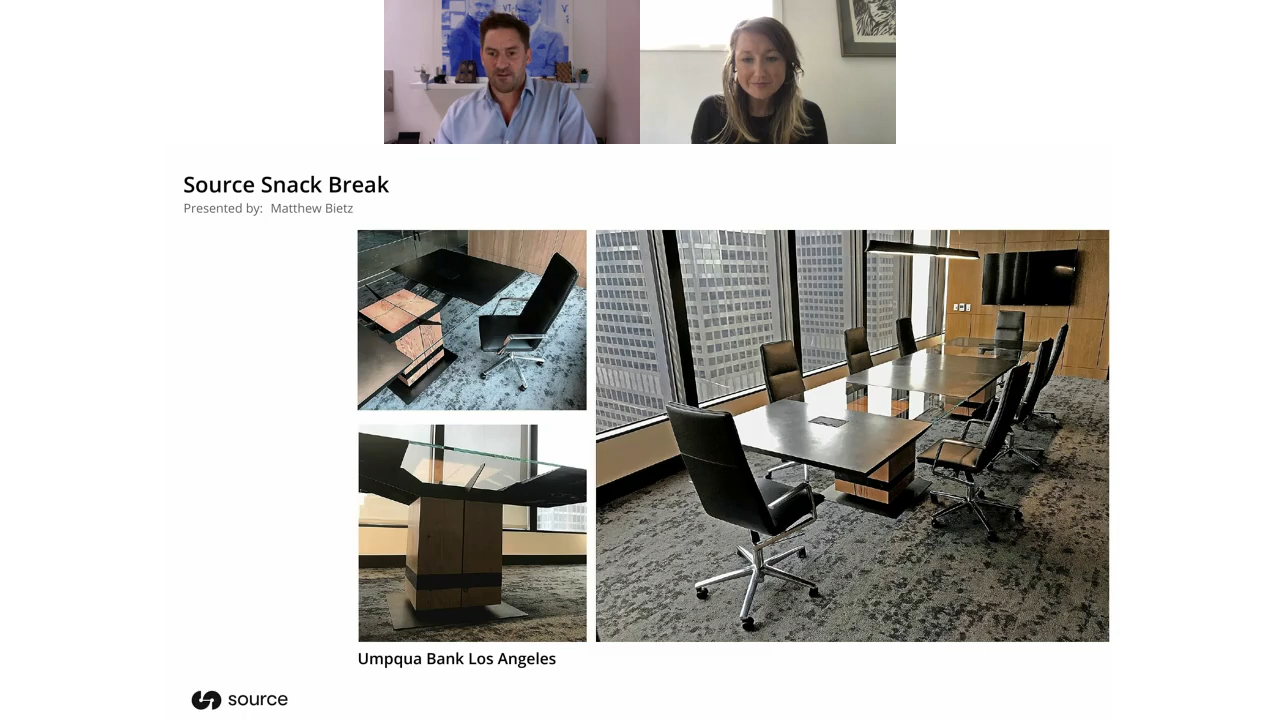 Source Snack Break
Presented by: Matthew Bietz
Umpqua Bank Los Angeles
source